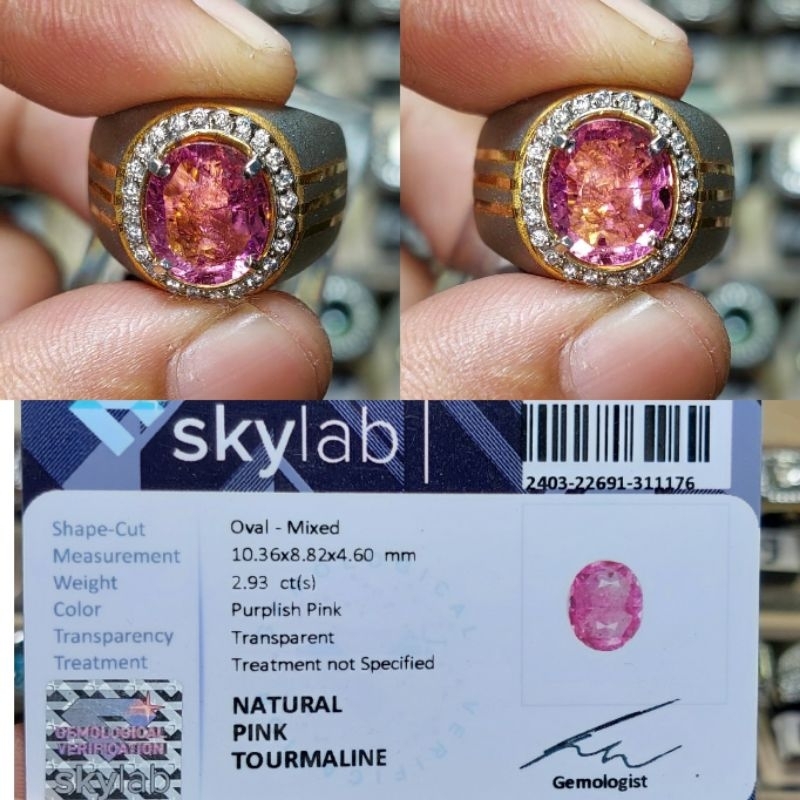 skylab
2403-22691-311176
Shape-Cut Oval - Mixed
Measurement 10.36x8.82x4.60 mm
Weight 2.93 ct(s)
Color Purplish Pink
Transparency Transparent
Treatment Treatment not Specified
NATURAL
PINK
TOURMALINE
GEMOLOGICAL
VERIFICATION
skylab
Gemologist